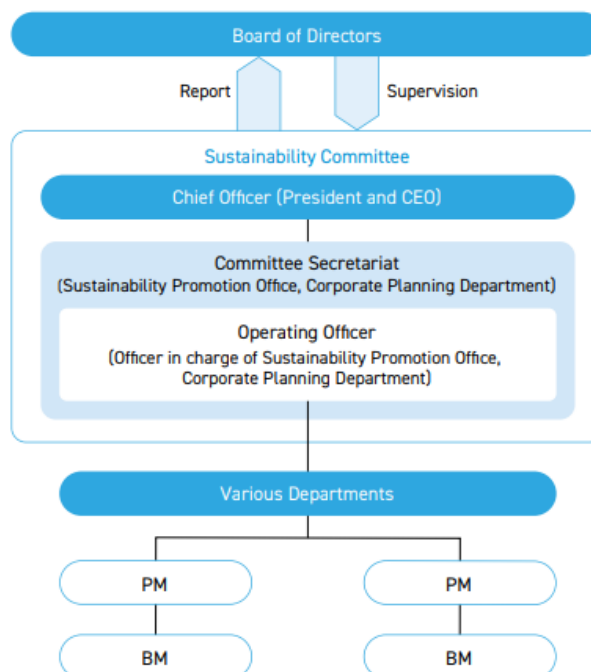 Board of Directors
Report
Supervision
Sustainability Committee
Chief Officer (President and CEO)
Committee Secretariat
(Sustainability Promotion Office, Corporate Planning Department)
Operating Officer
(Officer in charge of Sustainability Promotion Office,
Corporate Planning Department)
Various Departments
PM
PM
BM
BM